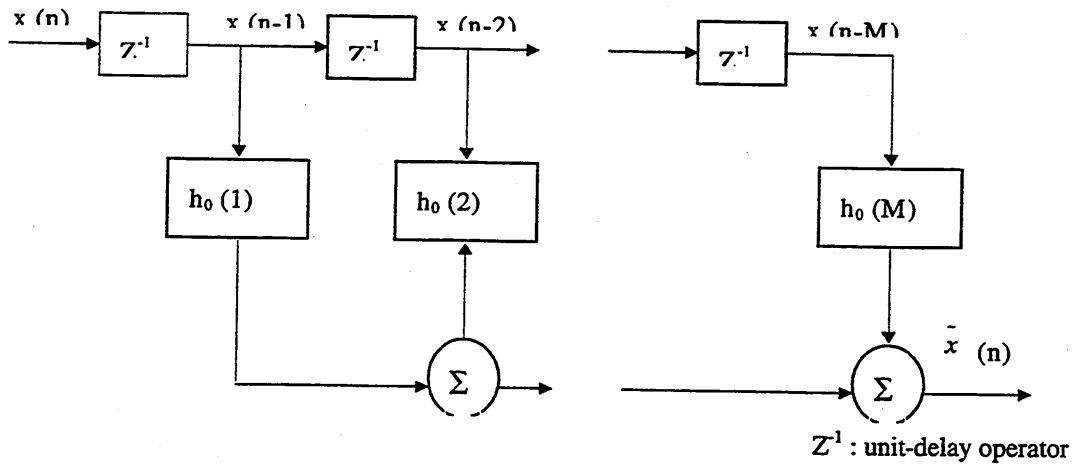 x (n) x (n-1) x (n-2) x (n-M)
Z⁻¹ Z⁻¹ Z⁻¹
h₀ (1) h₀ (2) h₀ (M)
x̃ (n)
Σ Σ
Z⁻¹ : unit-delay operator